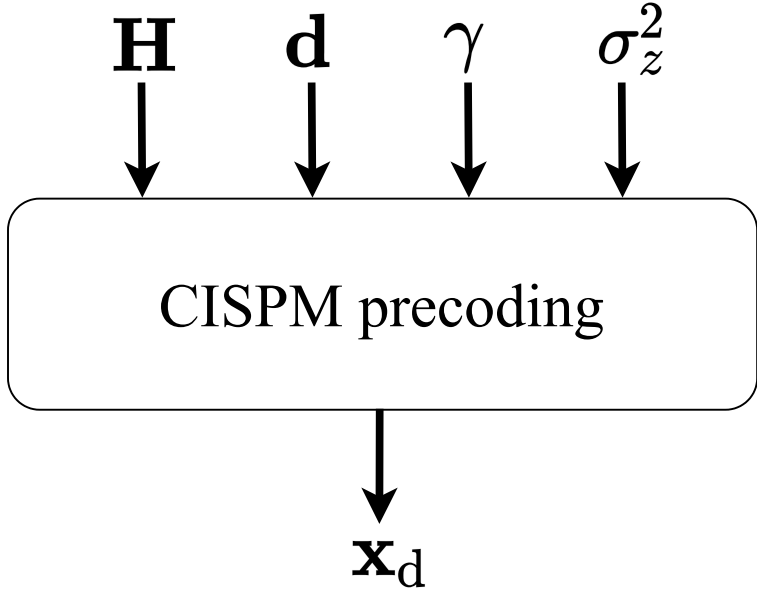 H d γ σ_z^2
CISPM precoding
x_d